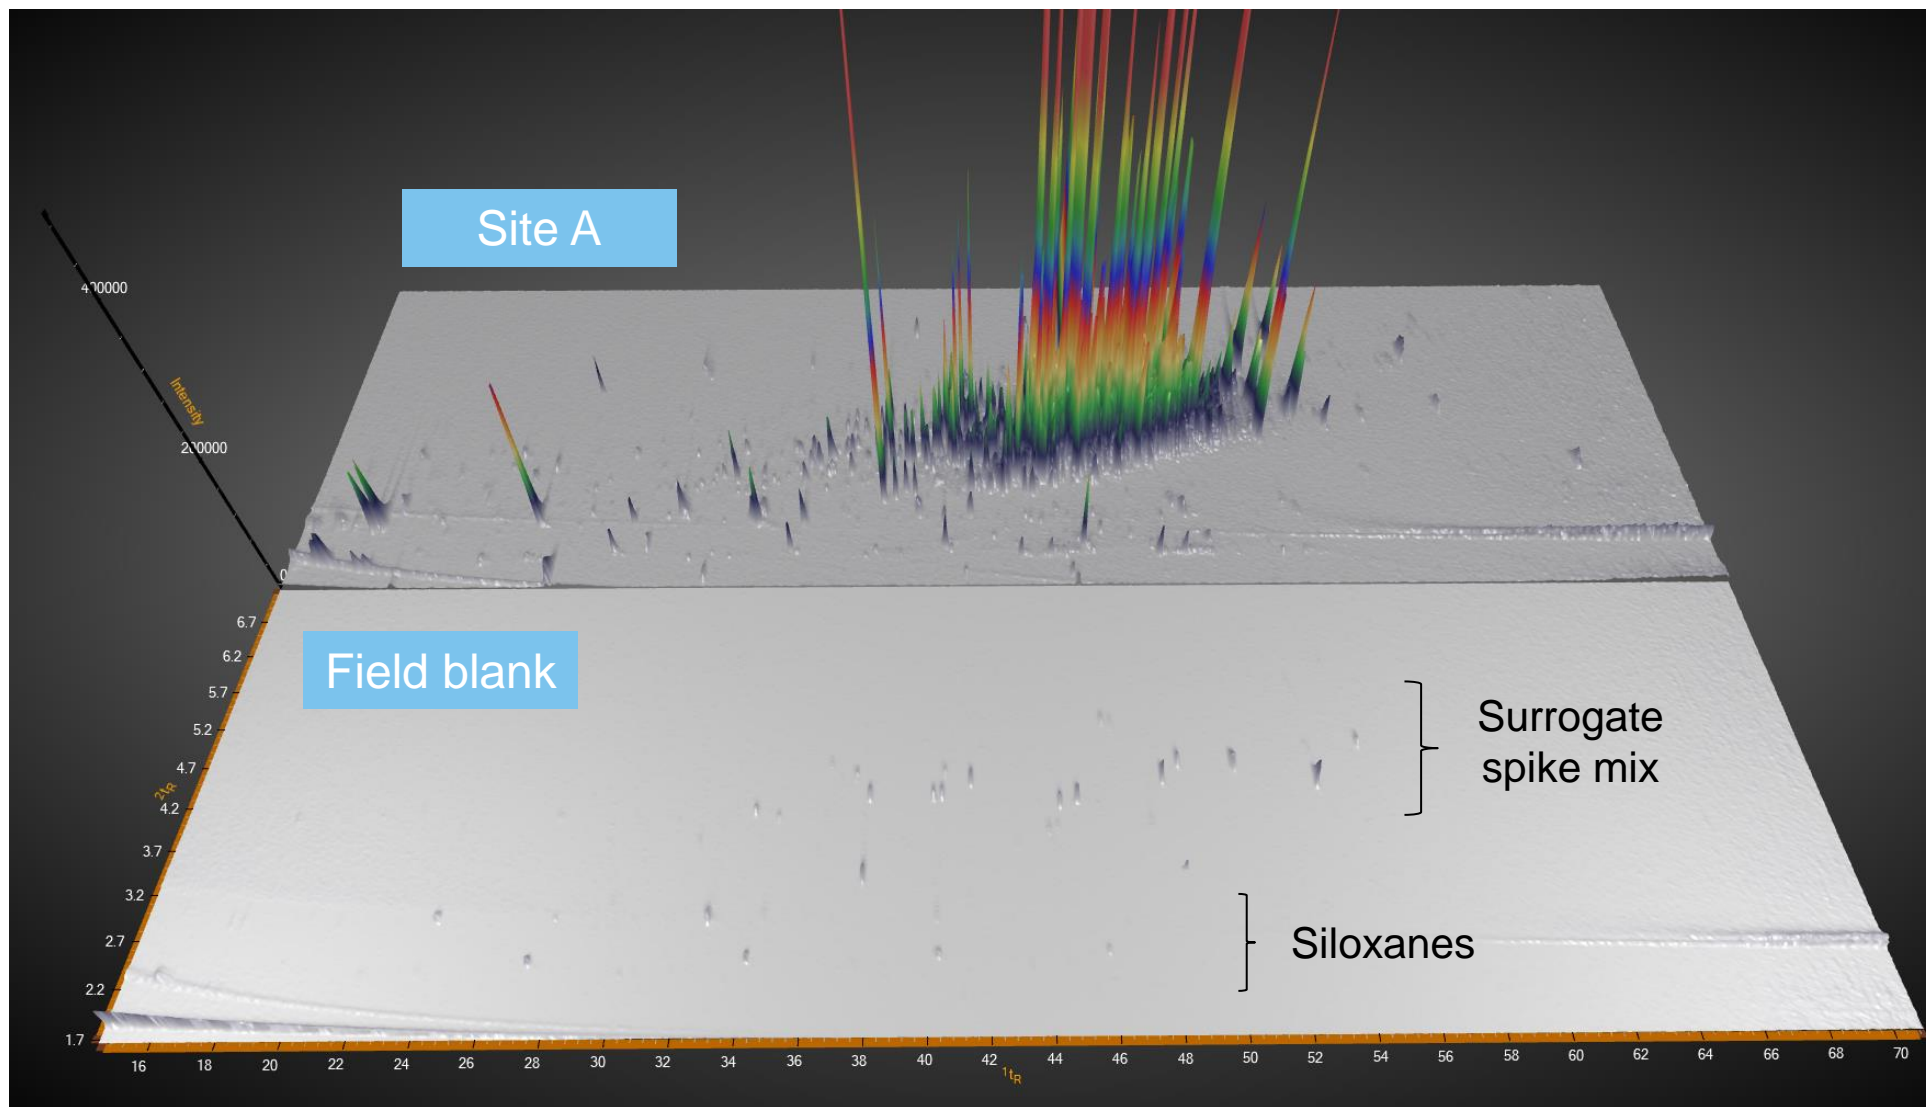 Site A
400000
Intensity
200000
0
Field blank
6.7
6.2
5.7
5.2
4.7
4.2
3.7
3.2
2.7
2.2
1.7
2tR
Surrogate
spike mix
Siloxanes
16 18 20 22 24 26 28 30 32 34 36 38 40 42 44 46 48 50 52 54 56 58 60 62 64 66 68 70
1tR